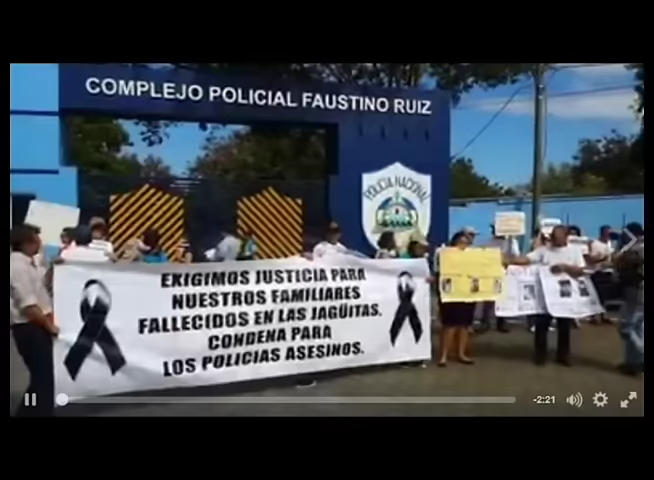 COMPLEJO POLICIAL FAUSTINO RUIZ
POLICIA NACIONAL
EXIGIMOS JUSTICIA PARA
NUESTROS FAMILIARES
FALLECIDOS EN LAS JAGÜITAS.
CONDENA PARA
LOS POLICIAS ASESINOS.
-2:21